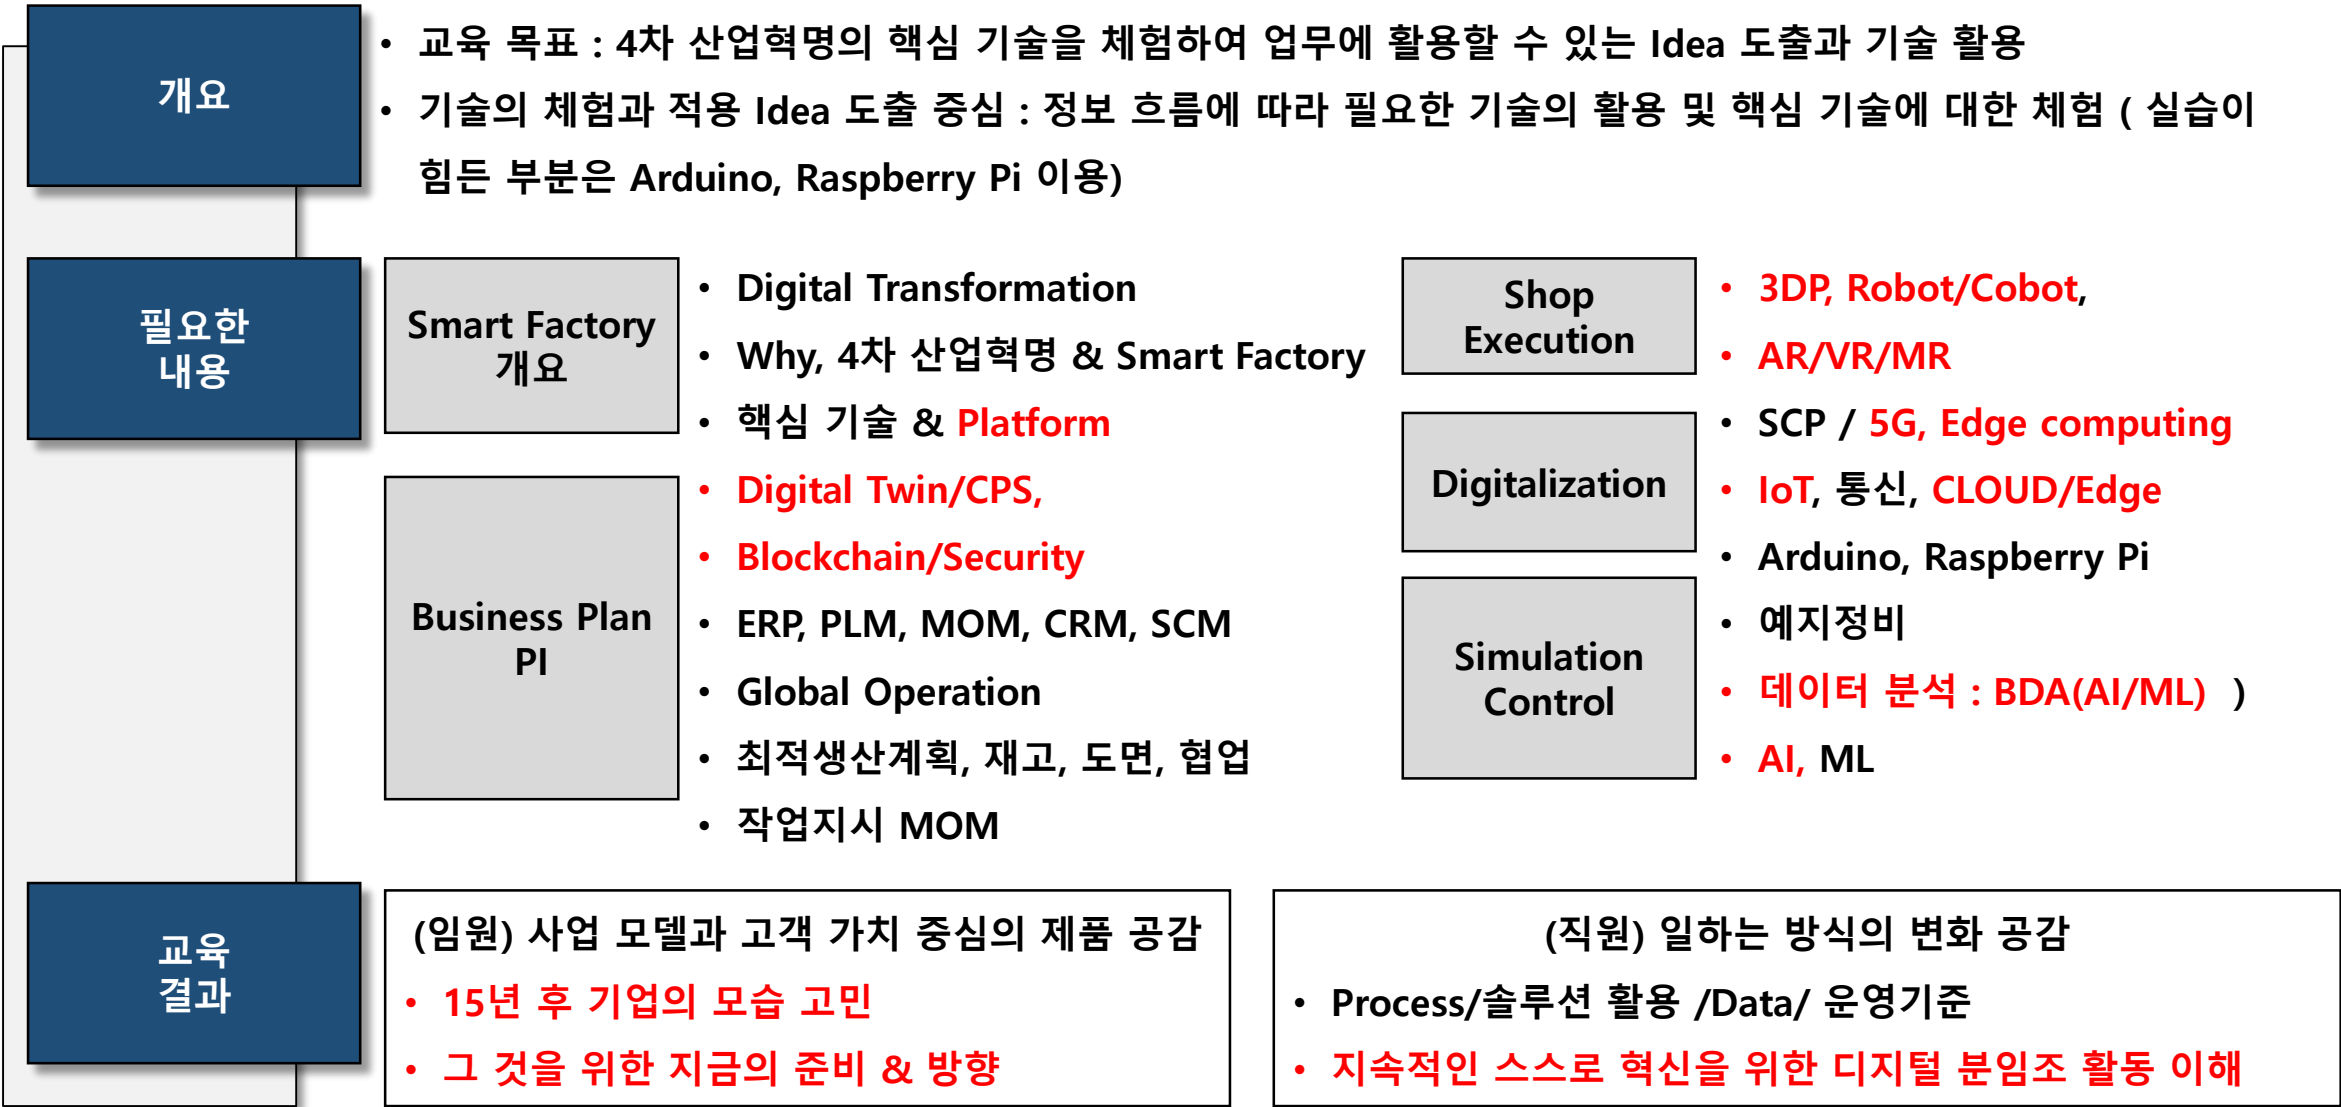 개요
• 교육 목표 : 4차 산업혁명의 핵심 기술을 체험하여 업무에 활용할 수 있는 Idea 도출과 기술 활용
• 기술의 체험과 적용 Idea 도출 중심 : 정보 흐름에 따라 필요한 기술의 활용 및 핵심 기술에 대한 체험 ( 실습이
힘든 부분은 Arduino, Raspberry Pi 이용)
필요한
내용
Smart Factory
개요
• Digital Transformation
• Why, 4차 산업혁명 & Smart Factory
• 핵심 기술 & Platform
Business Plan
PI
• Digital Twin/CPS,
• Blockchain/Security
• ERP, PLM, MOM, CRM, SCM
• Global Operation
• 최적생산계획, 재고, 도면, 협업
• 작업지시 MOM
Shop
Execution
• 3DP, Robot/Cobot,
• AR/VR/MR
Digitalization
• SCP / 5G, Edge computing
• IoT, 통신, CLOUD/Edge
• Arduino, Raspberry Pi
Simulation
Control
• 예지정비
• 데이터 분석 : BDA(AI/ML) )
• AI, ML
교육
결과
(임원) 사업 모델과 고객 가치 중심의 제품 공감
• 15년 후 기업의 모습 고민
• 그 것을 위한 지금의 준비 & 방향
(직원) 일하는 방식의 변화 공감
• Process/솔루션 활용 /Data/ 운영기준
• 지속적인 스스로 혁신을 위한 디지털 분임조 활동 이해